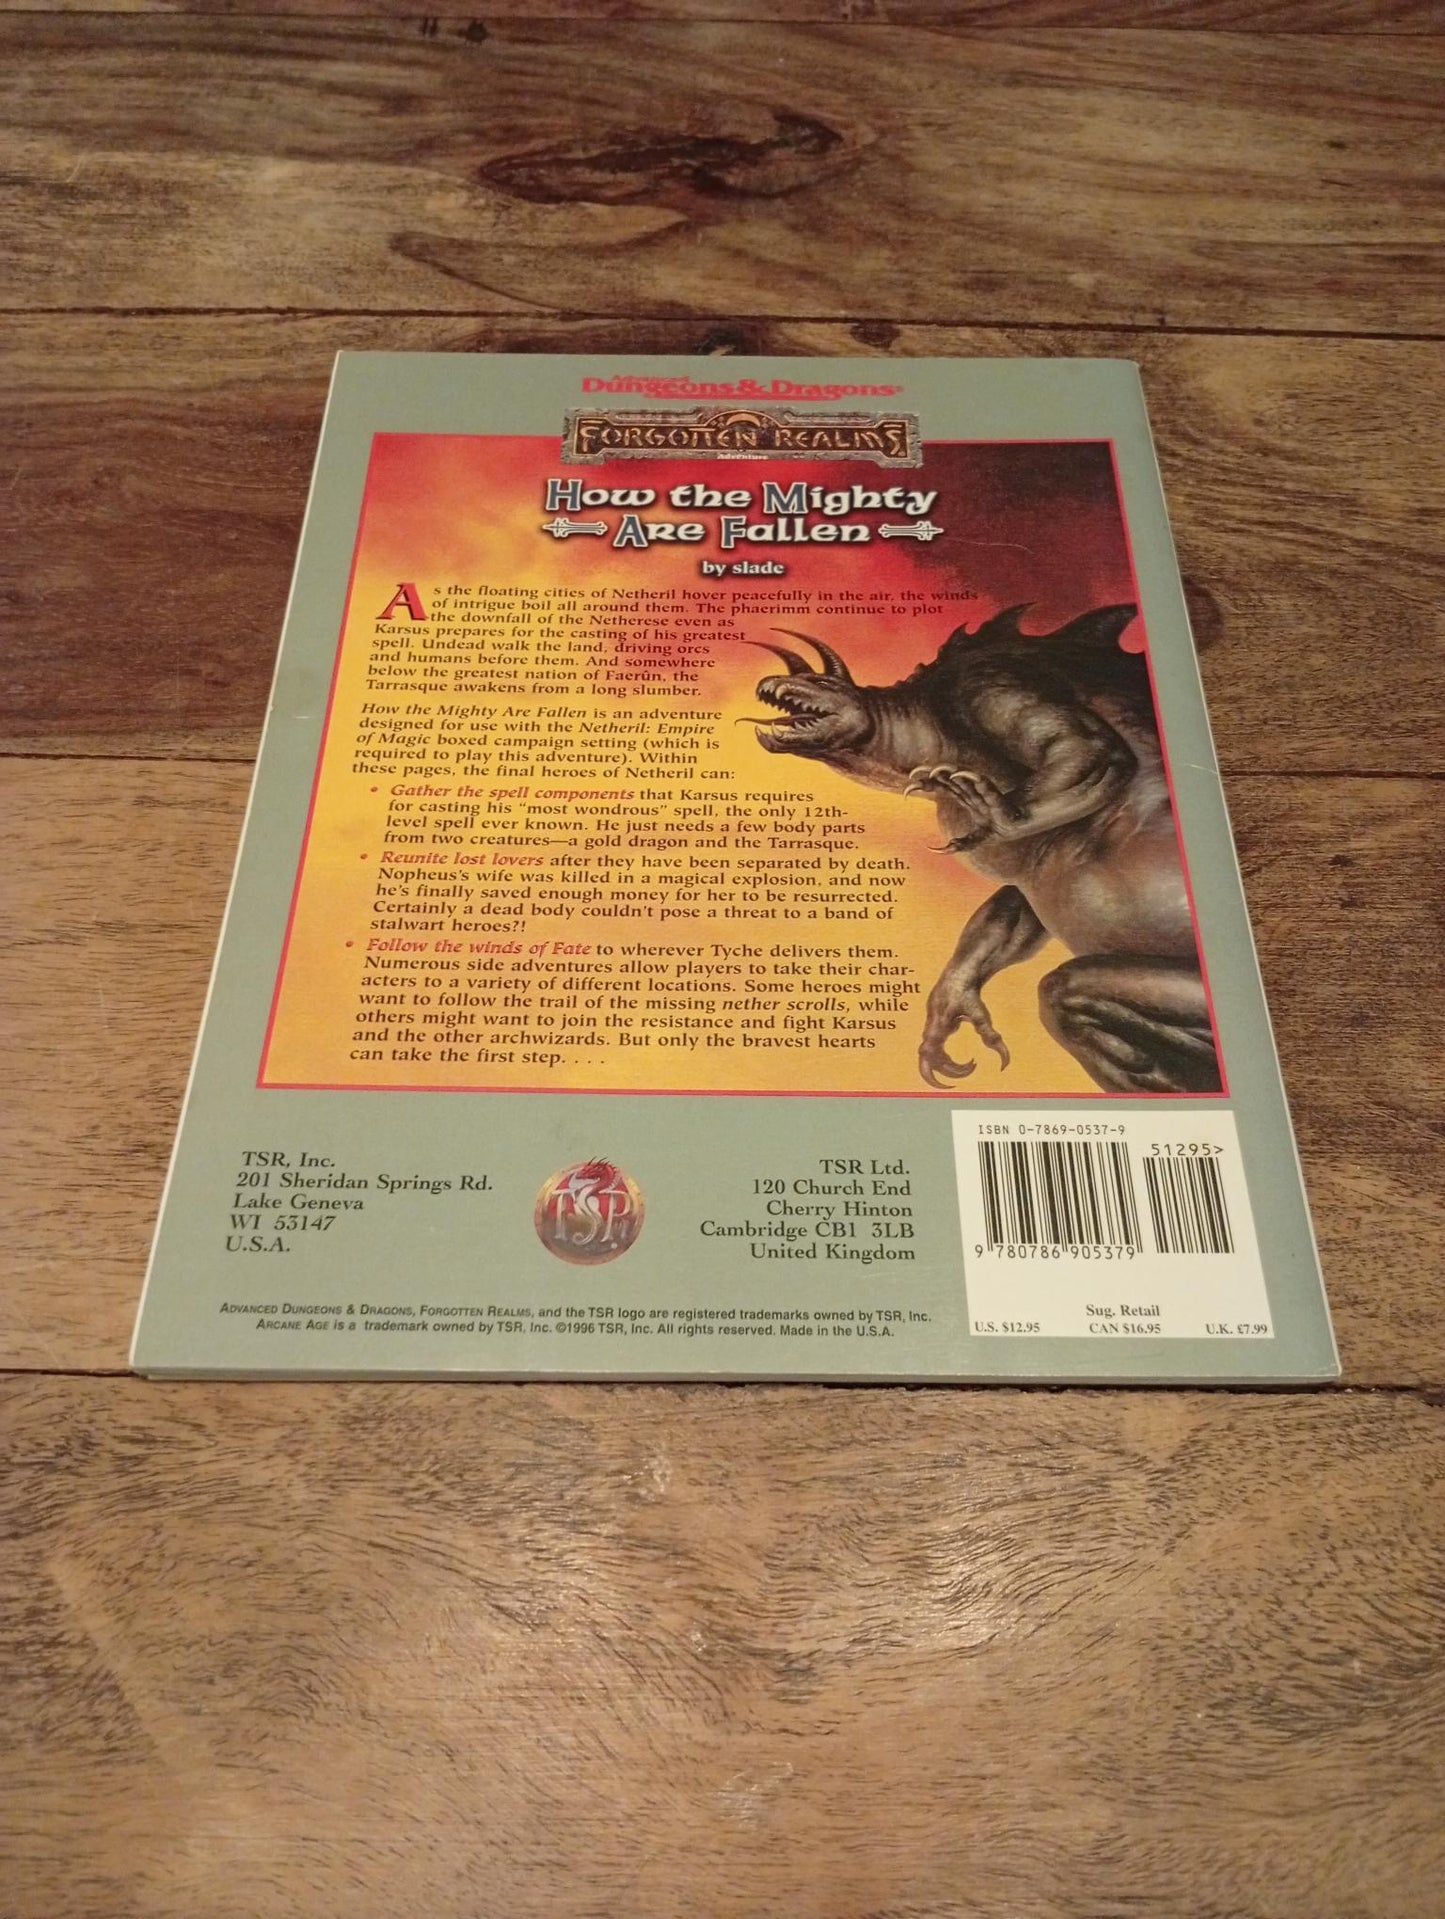 Advanced
Dungeons & Dragons®
FORGOTTEN REALMS®
Adventure
How the Mighty
Are Fallen
by slade
As the floating cities of Netheril hover peacefully in the air, the winds
of intrigue boil all around them. The phaerimm continue to plot
the downfall of the Netherese even as
Karsus prepares for the casting of his greatest
spell. Undead walk the land, driving orcs
and humans before them. And somewhere
below the greatest nation of Faerûn, the
Tarrasque awakens from a long slumber.
How the Mighty Are Fallen is an adventure
designed for use with the Netheril: Empire
of Magic boxed campaign setting (which is
required to play this adventure). Within
these pages, the final heroes of Netheril can:
• Gather the spell components that Karsus requires
for casting his "most wondrous" spell, the only 12th-
level spell ever known. He just needs a few body parts
from two creatures—a gold dragon and the Tarrasque.
• Reunite lost lovers after they have been separated by death.
Nopheus's wife was killed in a magical explosion, and now
he's finally saved enough money for her to be resurrected.
Certainly a dead body couldn't pose a threat to a band of
stalwart heroes?!
• Follow the winds of Fate to wherever Tyche delivers them.
Numerous side adventures allow players to take their char-
acters to a variety of different locations. Some heroes might
want to follow the trail of the missing nether scrolls, while
others might want to join the resistance and fight Karsus
and the other archwizards. But only the bravest hearts
can take the first step. . . .
TSR, Inc.
201 Sheridan Springs Rd.
Lake Geneva
WI 53147
U.S.A.
TSR
TSR Ltd.
120 Church End
Cherry Hinton
Cambridge CB1 3LB
United Kingdom
ISBN 0-7869-0537-9
51295>
9 780786 905379
Sug. Retail
U.S. $12.95 CAN $16.95 U.K. £7.99
ADVANCED DUNGEONS & DRAGONS, FORGOTTEN REALMS, and the TSR logo are registered trademarks owned by TSR, Inc.
ARCANE AGE is a trademark owned by TSR, Inc. ©1996 TSR, Inc. All rights reserved. Made in the U.S.A.